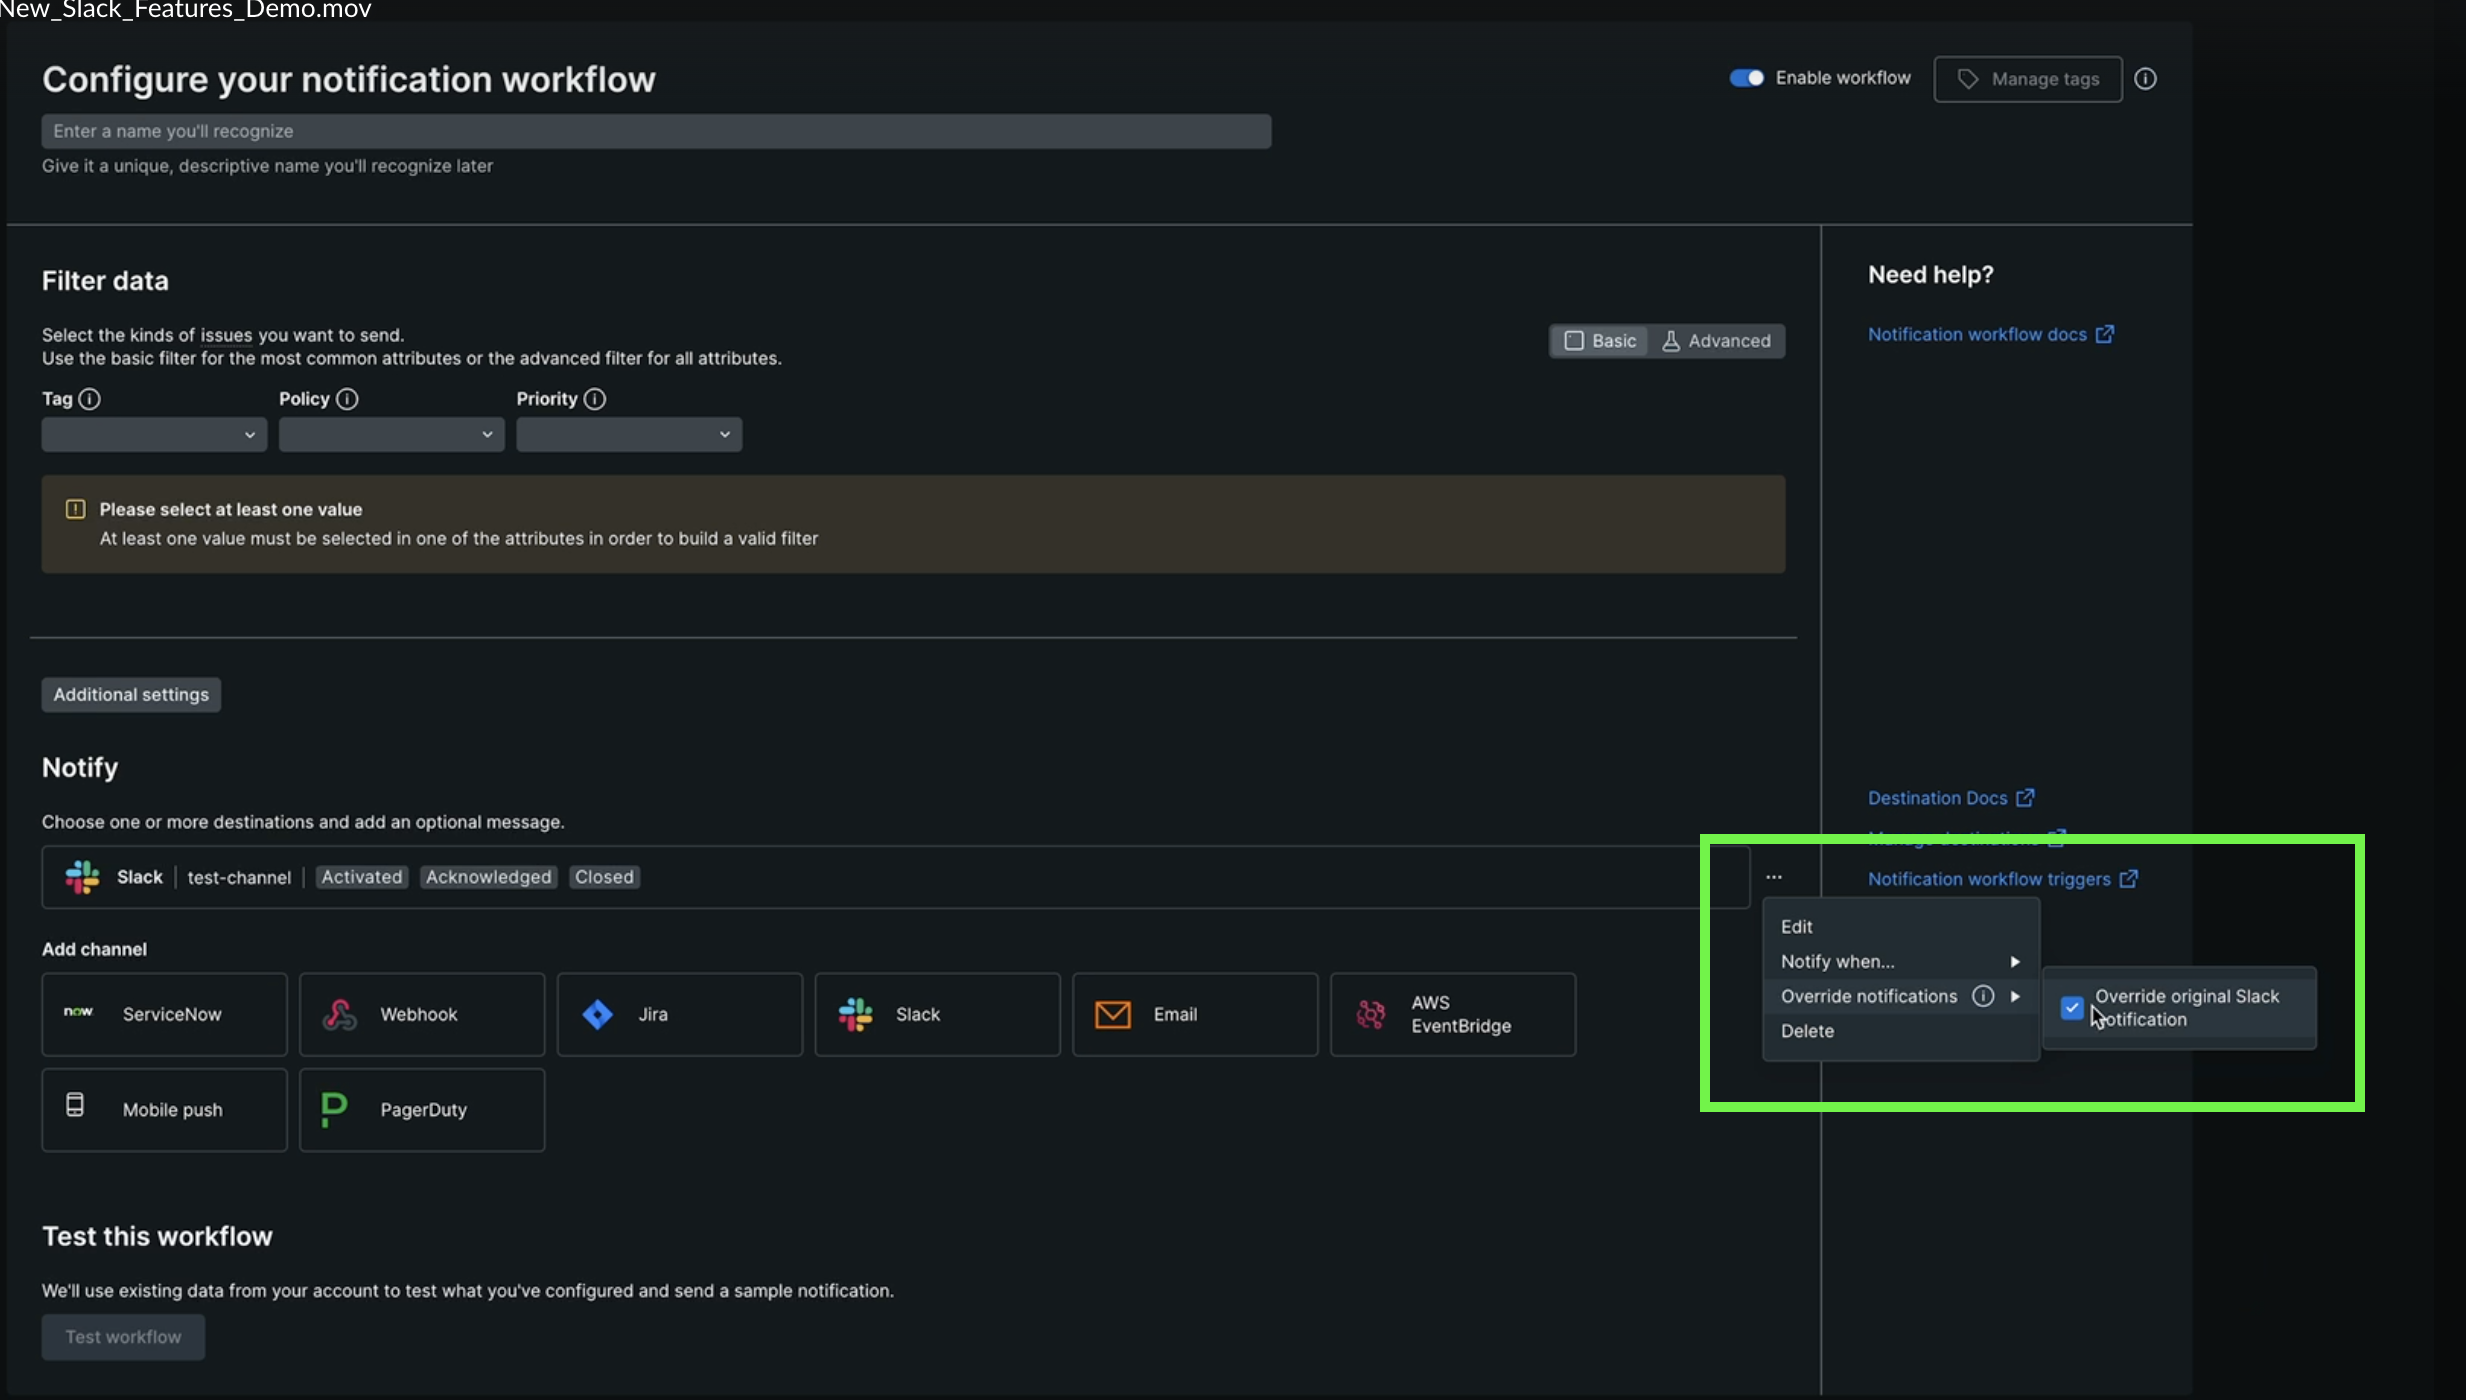 New_Slack_Features_Demo.mov
Configure your notification workflow
Enable workflow
Manage tags
Enter a name you'll recognize
Give it a unique, descriptive name you'll recognize later
Filter data
Need help?
Select the kinds of issues you want to send.
Use the basic filter for the most common attributes or the advanced filter for all attributes.
Basic
Advanced
Notification workflow docs
Tag
Policy
Priority
Please select at least one value
At least one value must be selected in one of the attributes in order to build a valid filter
Additional settings
Notify
Choose one or more destinations and add an optional message.
Destination Docs
Slack | test-channel | Activated Acknowledged Closed
...
Notification workflow triggers
Edit
Notify when...
Override notifications
Delete
Override original Slack
Add channel
now ServiceNow
Webhook
Jira
Slack
Email
AWS
EventBridge
Mobile push
PagerDuty
Test this workflow
We'll use existing data from your account to test what you've configured and send a sample notification.
Test workflow